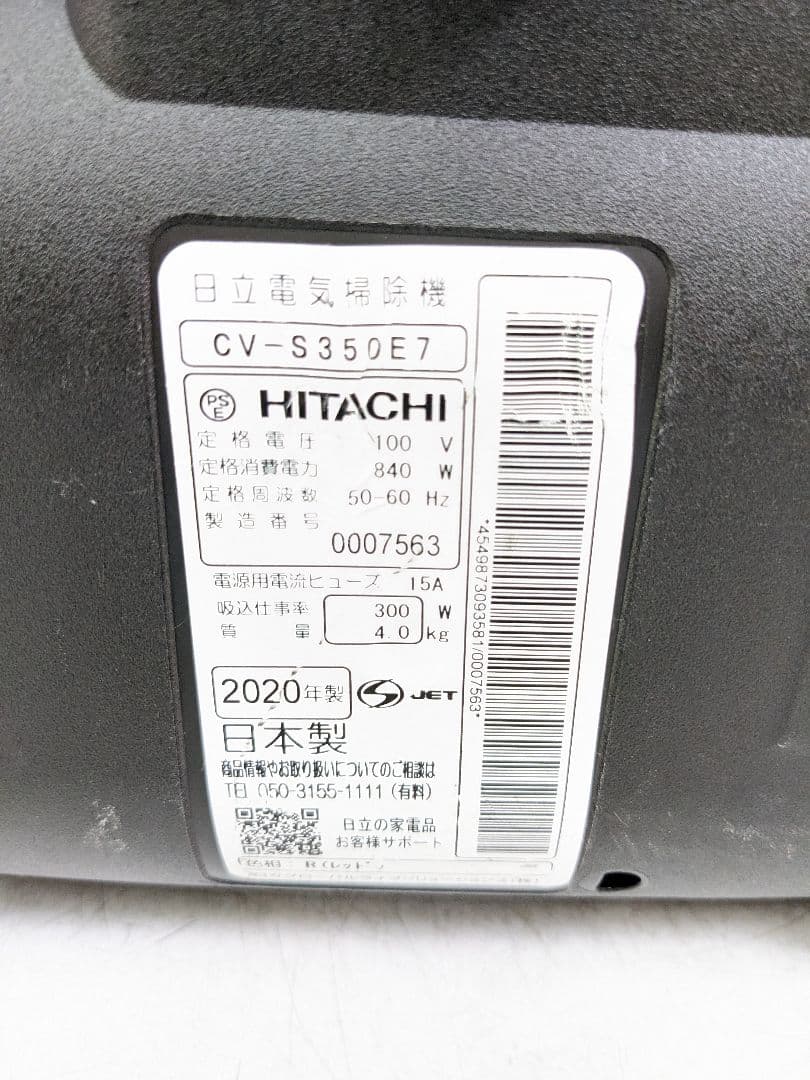 日立電気掃除機
CV-S350E7
PS E HITACHI
定格電圧 100 V
定格消費電力 840 W
定格周波数 50-60 Hz
製造番号
0007563
電源用電流ヒューズ 15A
吸込仕事率 300 W
質量 4.0 kg
2020年製 S JET
日本製
商品情報やお取り扱いについてのご相談は
TEL 050-3155-1111 (有料)
日立の家電品
お客様サポート
R(レッド)
*4549873093581/0007563*